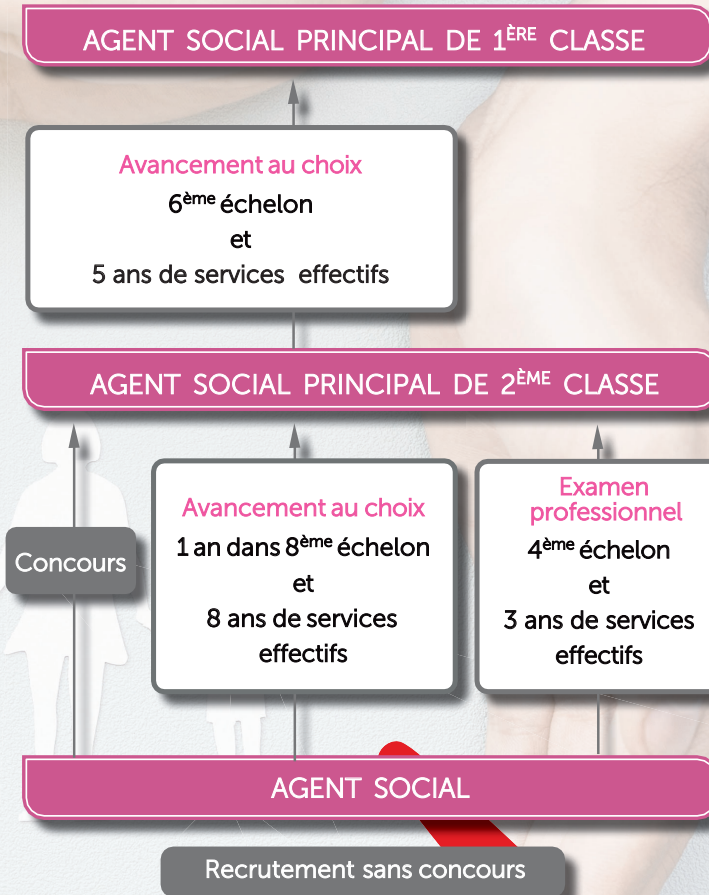 AGENT SOCIAL PRINCIPAL DE 1ÈRE CLASSE
Avancement au choix
6ème échelon
et
5 ans de services effectifs
AGENT SOCIAL PRINCIPAL DE 2ÈME CLASSE
Concours
Avancement au choix
1 an dans 8ème échelon
et
8 ans de services
effectifs
Examen
professionnel
4ème échelon
et
3 ans de services
effectifs
AGENT SOCIAL
Recrutement sans concours